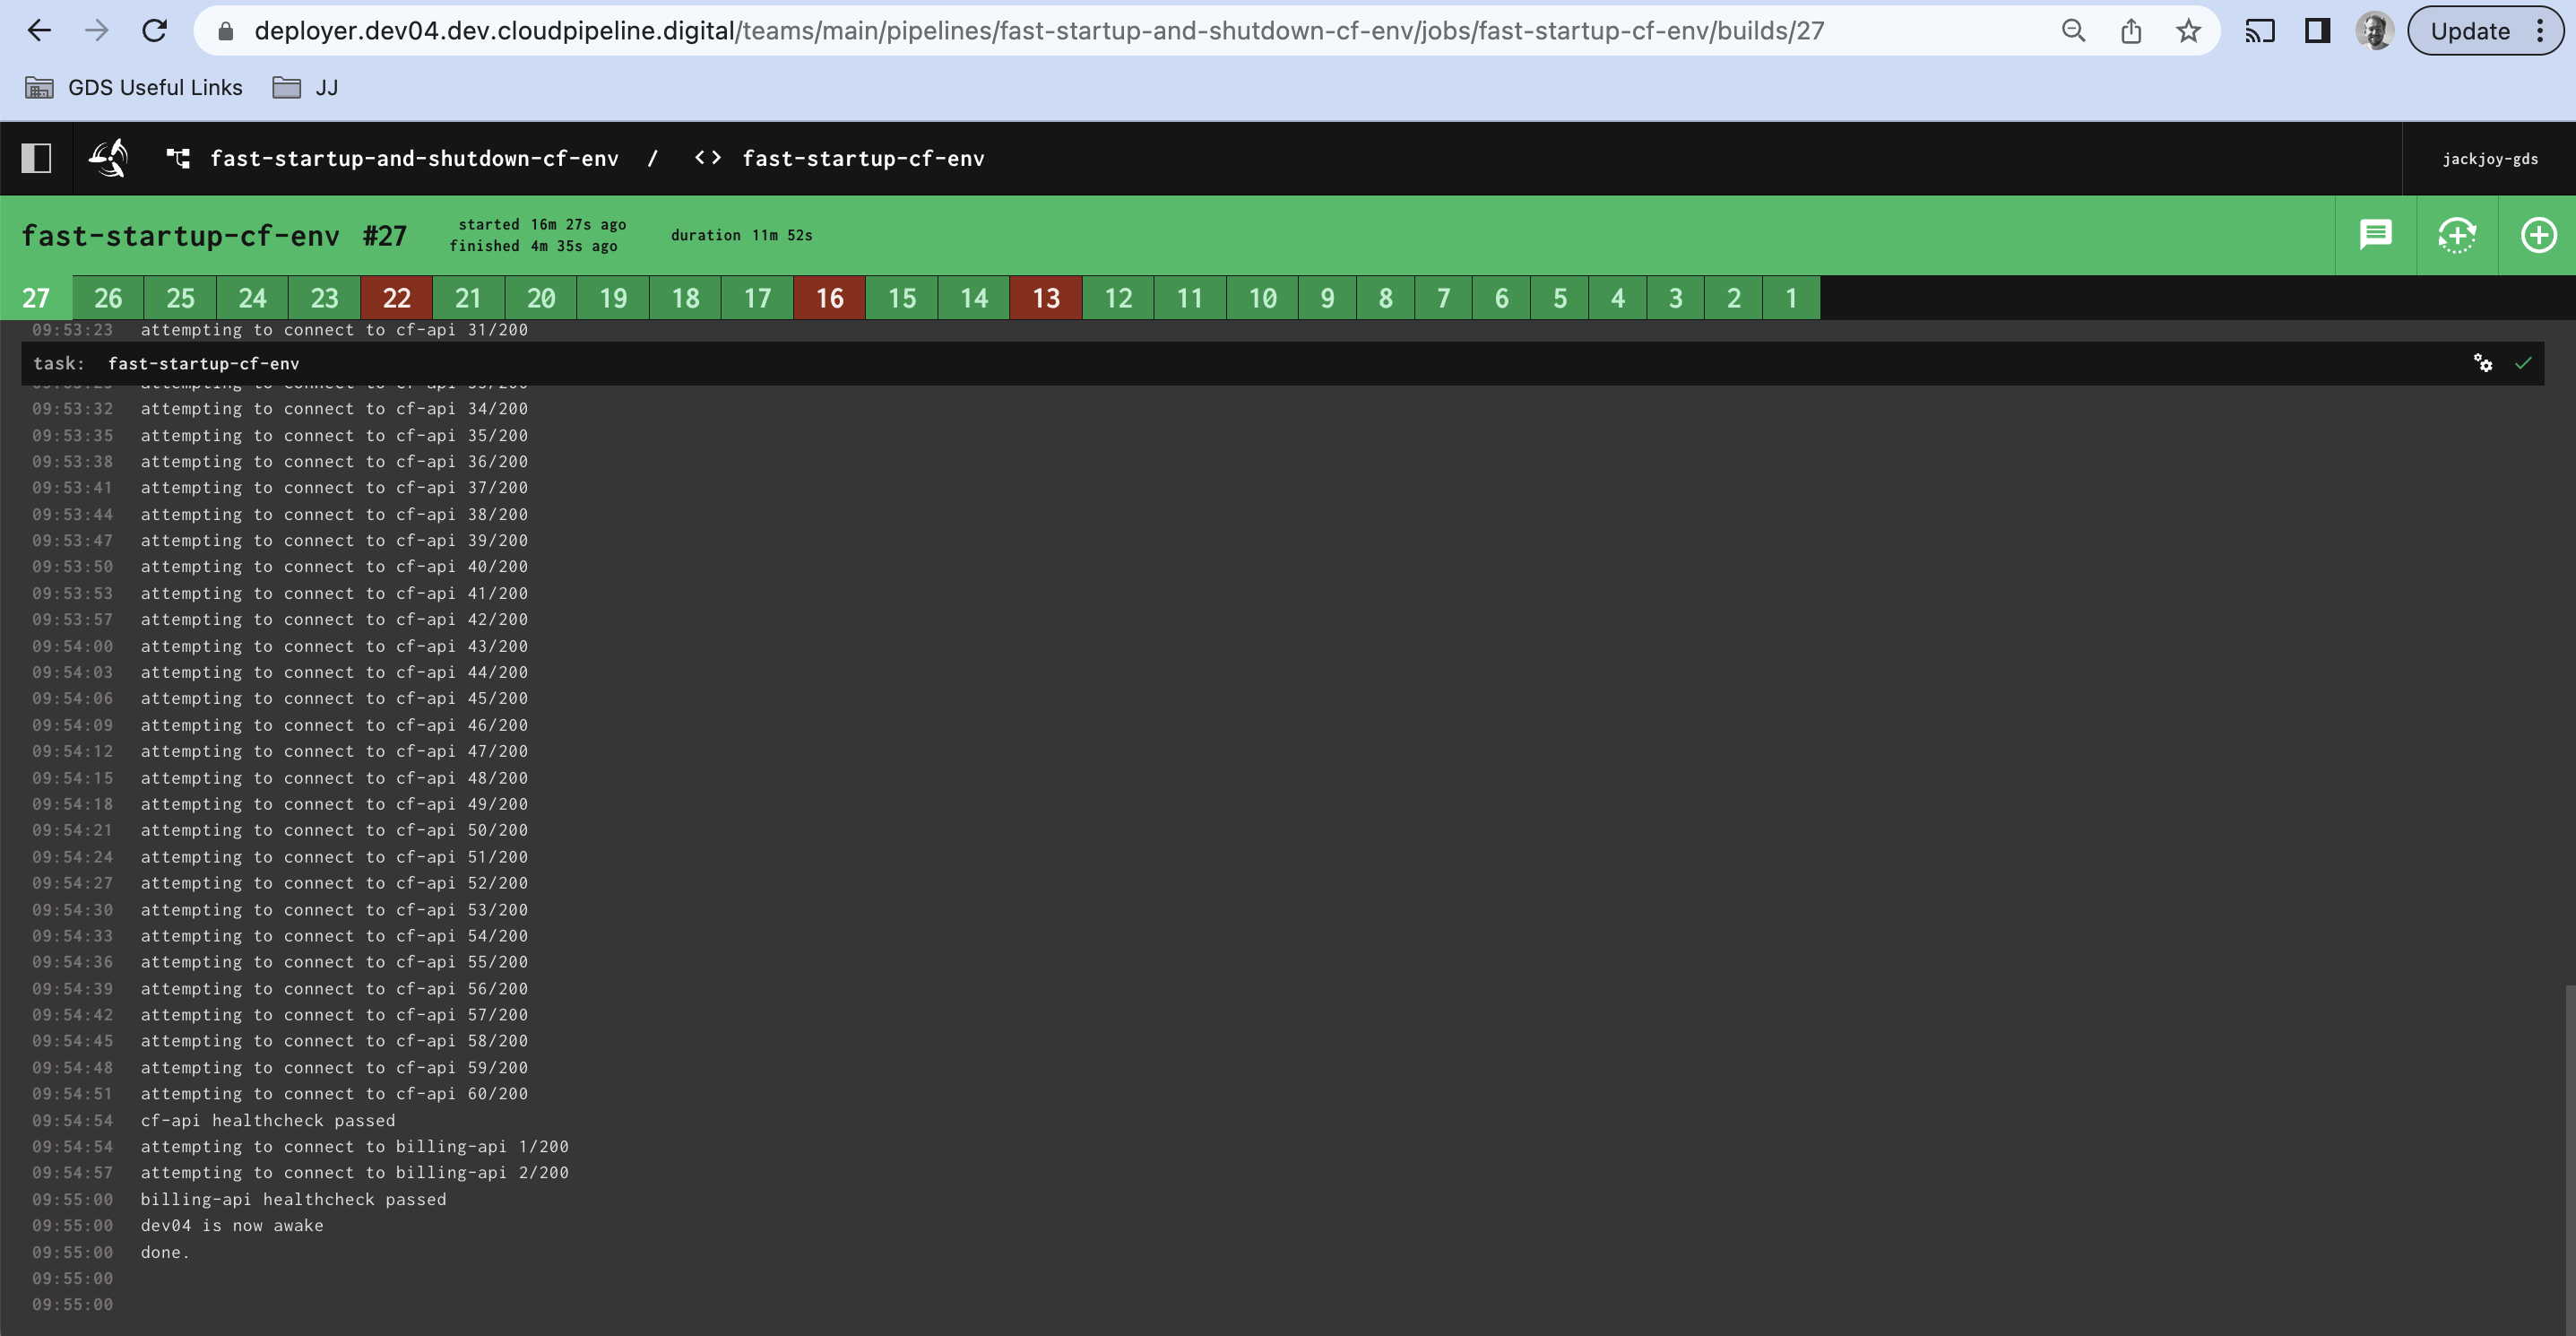 deployer.dev04.dev.cloudpipeline.digital/teams/main/pipelines/fast-startup-and-shutdown-cf-env/jobs/fast-startup-cf-env/builds/27
Update
GDS Useful Links
JJ
fast-startup-and-shutdown-cf-env / fast-startup-cf-env
jackjoy-gds
fast-startup-cf-env #27
started 16m 27s ago
finished 4m 35s ago
duration 11m 52s
27 26 25 24 23 22 21 20 19 18 17 16 15 14 13 12 11 10 9 8 7 6 5 4 3 2 1
09:53:23 attempting to connect to cf-api 31/200
task: fast-startup-cf-env
attempting to connect to cf-api
09:53:32 attempting to connect to cf-api 34/200
09:53:35 attempting to connect to cf-api 35/200
09:53:38 attempting to connect to cf-api 36/200
09:53:41 attempting to connect to cf-api 37/200
09:53:44 attempting to connect to cf-api 38/200
09:53:47 attempting to connect to cf-api 39/200
09:53:50 attempting to connect to cf-api 40/200
09:53:53 attempting to connect to cf-api 41/200
09:53:57 attempting to connect to cf-api 42/200
09:54:00 attempting to connect to cf-api 43/200
09:54:03 attempting to connect to cf-api 44/200
09:54:06 attempting to connect to cf-api 45/200
09:54:09 attempting to connect to cf-api 46/200
09:54:12 attempting to connect to cf-api 47/200
09:54:15 attempting to connect to cf-api 48/200
09:54:18 attempting to connect to cf-api 49/200
09:54:21 attempting to connect to cf-api 50/200
09:54:24 attempting to connect to cf-api 51/200
09:54:27 attempting to connect to cf-api 52/200
09:54:30 attempting to connect to cf-api 53/200
09:54:33 attempting to connect to cf-api 54/200
09:54:36 attempting to connect to cf-api 55/200
09:54:39 attempting to connect to cf-api 56/200
09:54:42 attempting to connect to cf-api 57/200
09:54:45 attempting to connect to cf-api 58/200
09:54:48 attempting to connect to cf-api 59/200
09:54:51 attempting to connect to cf-api 60/200
09:54:54 cf-api healthcheck passed
09:54:54 attempting to connect to billing-api 1/200
09:54:57 attempting to connect to billing-api 2/200
09:55:00 billing-api healthcheck passed
09:55:00 dev04 is now awake
09:55:00 done.
09:55:00
09:55:00